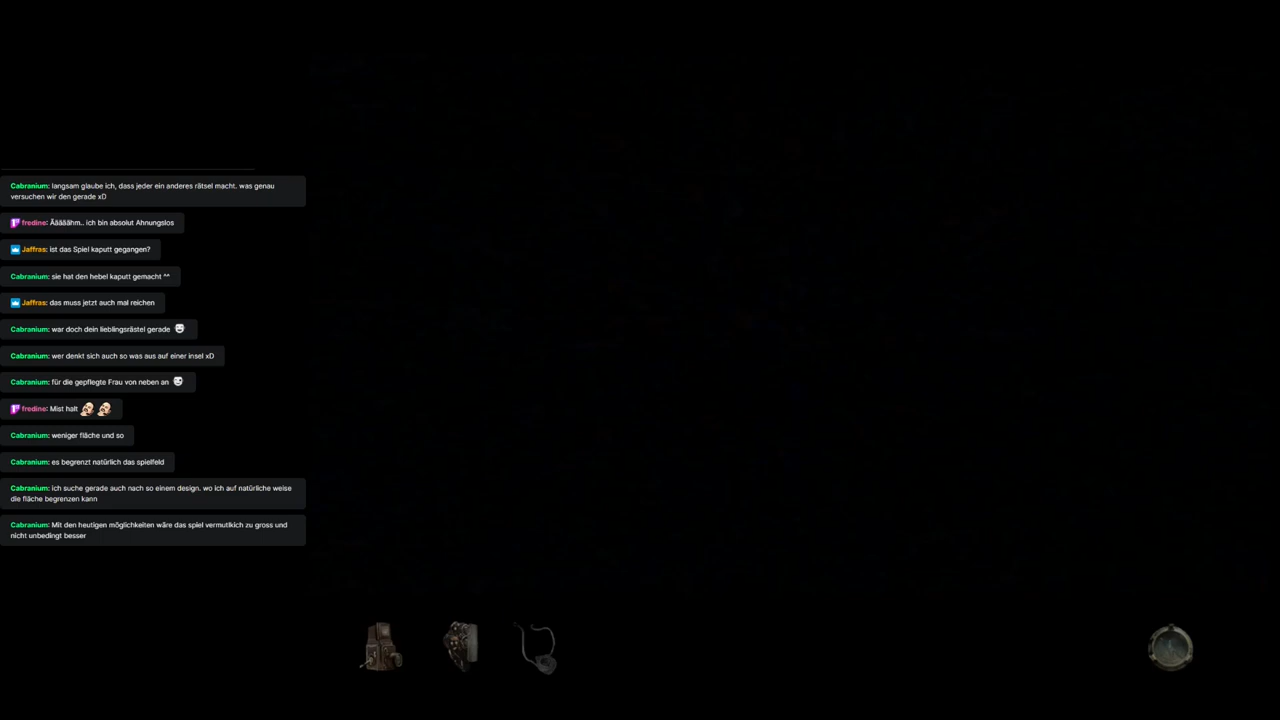 Cabranium: langsam glaube ich, dass jeder ein anderes rätsel macht. was genau
versuchen wir den gerade xD
fredine: Ääääähm.. ich bin absolut Ahnungslos
Jaffras: ist das Spiel kaputt gegangen?
Cabranium: sie hat den hebel kaputt gemacht ^^
Jaffras: das muss jetzt auch mal reichen
Cabranium: war doch dein lieblingsrästel gerade
Cabranium: wer denkt sich auch so was aus auf einer insel xD
Cabranium: für die gepflegte Frau von neben an
fredine: Mist halt
Cabranium: weniger fläche und so
Cabranium: es begrenzt natürlich das spielfeld
Cabranium: ich suche gerade auch nach so einem design. wo ich auf natürliche weise
die fläche begrenzen kann
Cabranium: Mit den heutigen möglichkeiten wäre das spiel vermutlkich zu gross und
nicht unbedingt besser